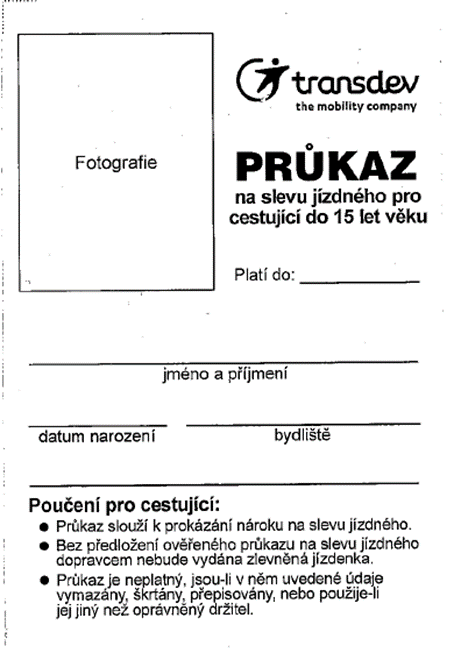 Fotografie
transdev
the mobility company
PRŮKAZ
na slevu jízdného pro
cestující do 15 let věku
Platí do:
jméno a příjmení
datum narození
bydliště
Poučení pro cestující:
● Průkaz slouží k prokázání nároku na slevu jízdného.
● Bez předložení ověřeného průkazu na slevu jízdného
dopravcem nebude vydána zlevněná jízdenka.
● Průkaz je neplatný, jsou-li v něm uvedené údaje
vymazány, škrtány, přepisovány, nebo použije-li
jej jiný než oprávněný držitel.